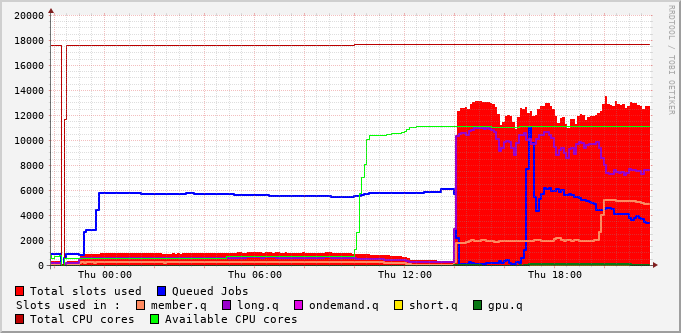 RRDTOOL / TOBI OETIKER
20000
18000
16000
14000
12000
10000
8000
6000
4000
2000
0
Thu 00:00 Thu 06:00 Thu 12:00 Thu 18:00
Total slots used Queued Jobs
Slots used in : member.q long.q ondemand.q short.q gpu.q
Total CPU cores Available CPU cores